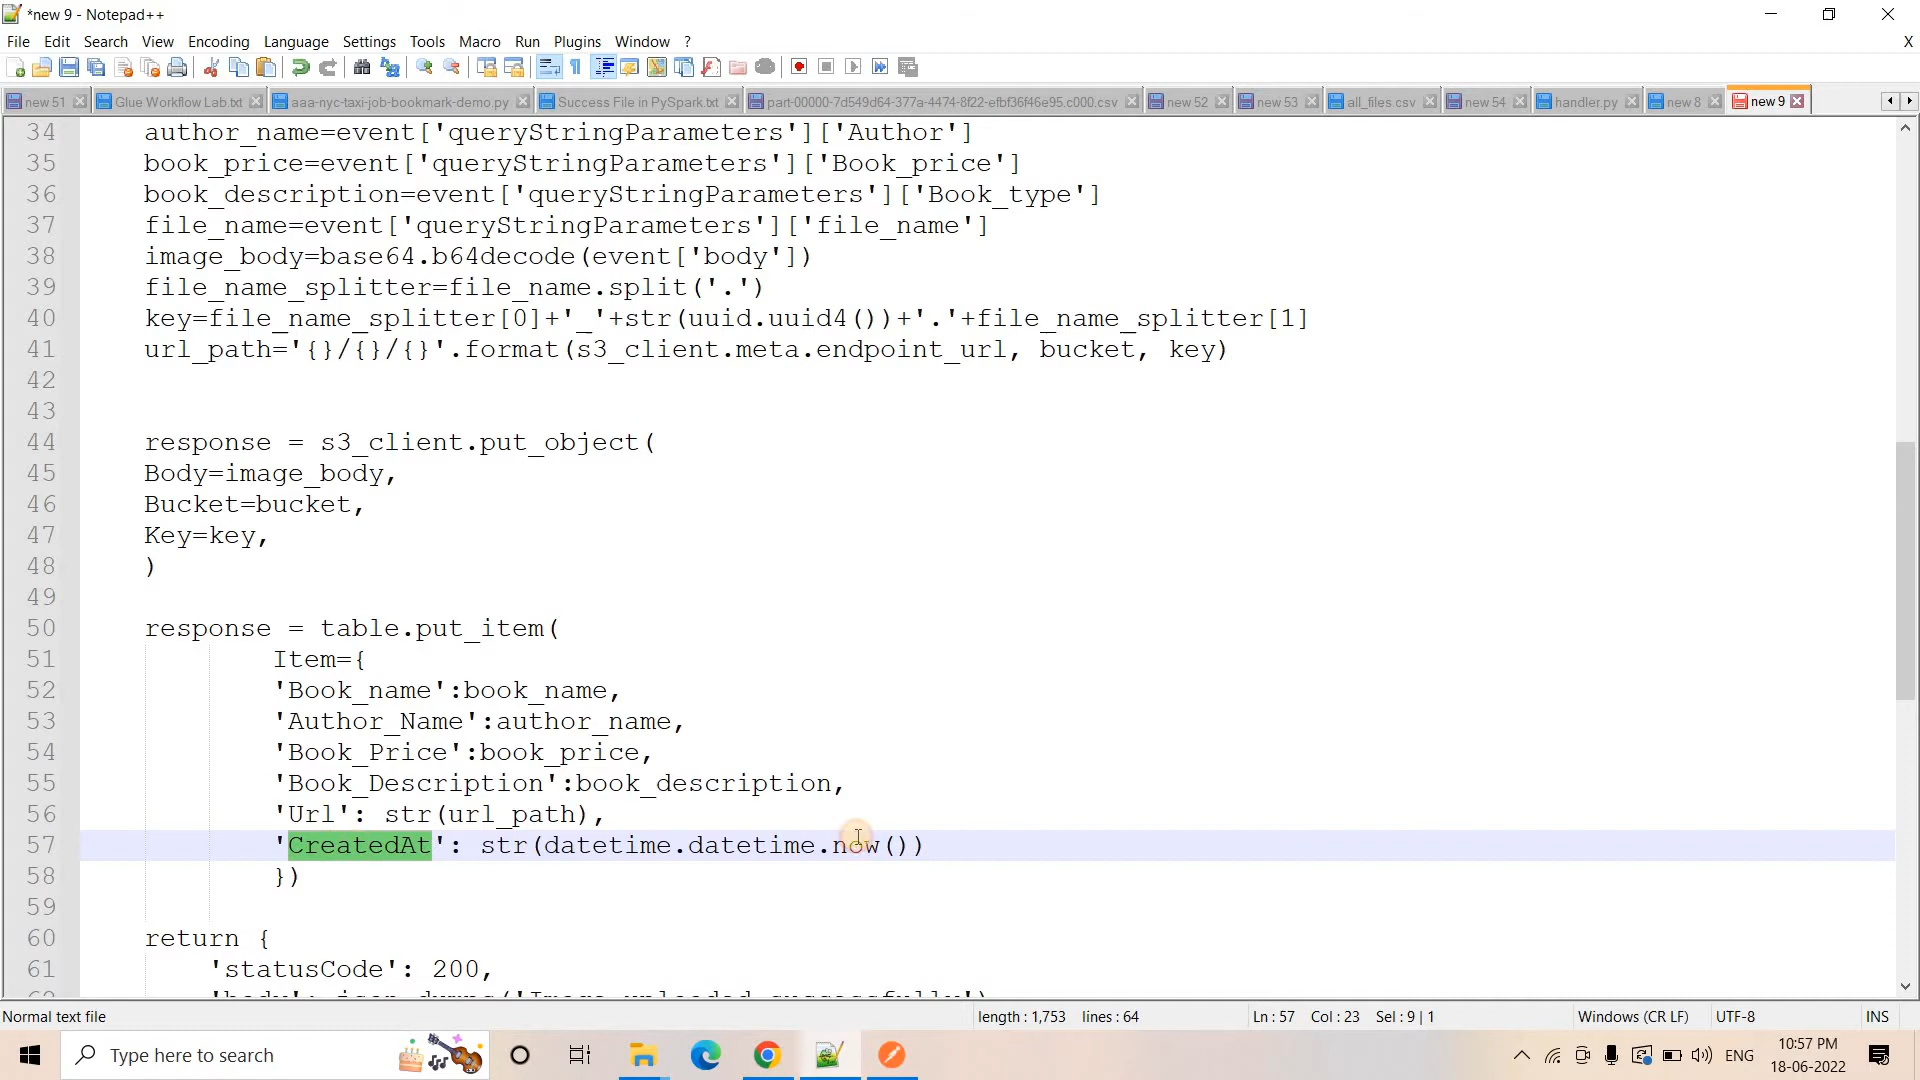 *new 9 - Notepad++
File Edit Search View Encoding Language Settings Tools Macro Run Plugins Window ? X
new 51 Glue Workflow Lab.txt aaa-nyc-taxi-job-bookmark-demo.py Success File in PySpark.txt part-00000-7d549d64-377a-4474-8f22-efbf36f46e95.c000.csv new 52 new 53 all_files.csv new 54 handler.py new 8 new 9
34 author_name=event['queryStringParameters']['Author']
35 book_price=event['queryStringParameters']['Book_price']
36 book_description=event['queryStringParameters']['Book_type']
37 file_name=event['queryStringParameters']['file_name']
38 image_body=base64.b64decode(event['body'])
39 file_name_splitter=file_name.split('.')
40 key=file_name_splitter[0]+'_'+str(uuid.uuid4())+'.'+file_name_splitter[1]
41 url_path='{}/{}/{}'.format(s3_client.meta.endpoint_url, bucket, key)
42
43
44 response = s3_client.put_object(
45 Body=image_body,
46 Bucket=bucket,
47 Key=key,
48 )
49
50 response = table.put_item(
51 Item={
52 'Book_name':book_name,
53 'Author_Name':author_name,
54 'Book_Price':book_price,
55 'Book_Description':book_description,
56 'Url': str(url_path),
57 'CreatedAt': str(datetime.datetime.now())
58 })
59
60 return {
61 'statusCode': 200,
62 'body': json.dumps('Image uploaded successfully')
Normal text file length : 1,753 lines : 64 Ln : 57 Col : 23 Sel : 9 | 1 Windows (CR LF) UTF-8 INS
Type here to search ENG 10:57 PM
18-06-2022